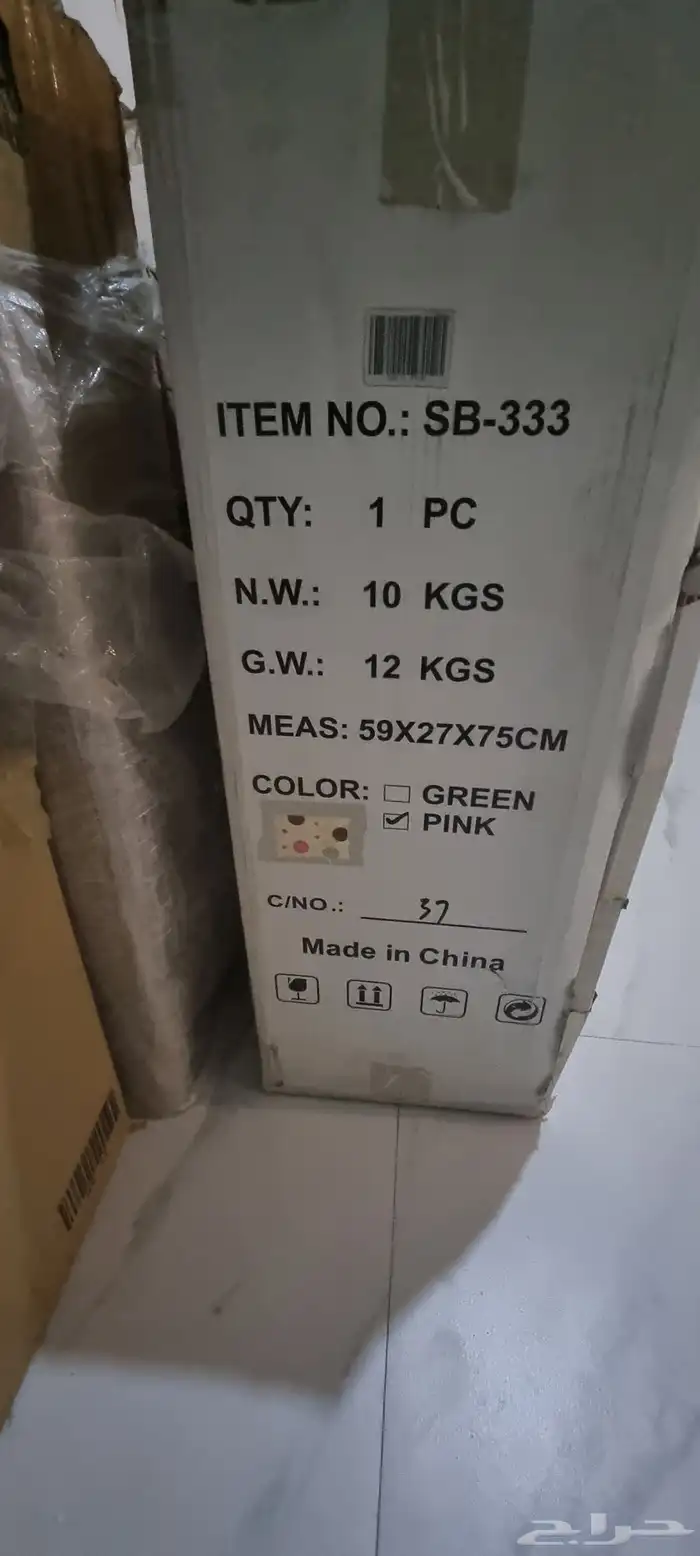 ITEM NO.: SB-333
QTY: 1 PC
N.W.: 10 KGS
G.W.: 12 KGS
MEAS: 59X27X75CM
COLOR: ☐ GREEN
☑ PINK
C/NO.: 37
Made in China
حراج